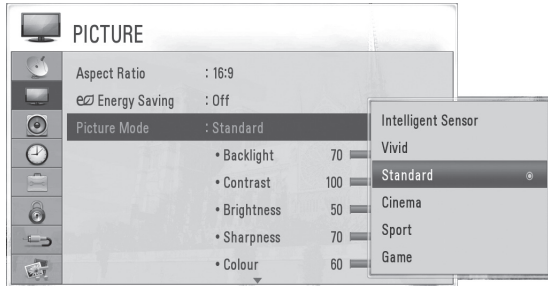 PICTURE
Aspect Ratio : 16:9
Energy Saving : Off
Picture Mode : Standard
• Backlight 70
• Contrast 100
• Brightness 50
• Sharpness 70
• Colour 60
Intelligent Sensor
Vivid
Standard
Cinema
Sport
Game